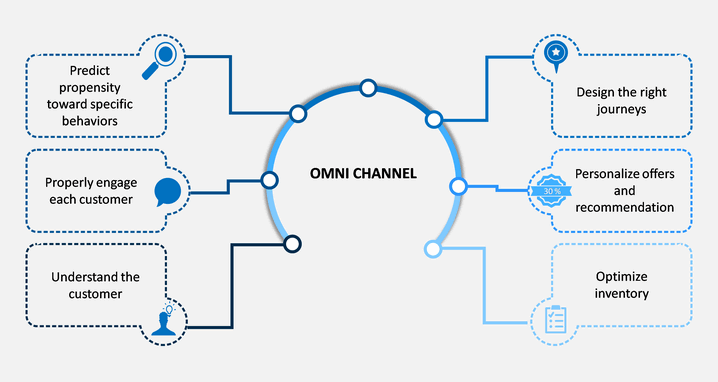 Predict
propensity
toward specific
behaviors
Properly engage
each customer
Understand the
customer
OMNI CHANNEL
Design the right
journeys
30 %
Personalize offers
and
recommendation
Optimize
inventory